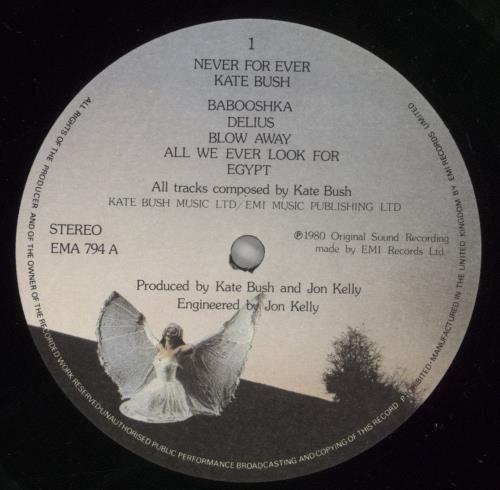 1
NEVER FOR EVER
KATE BUSH
BABOOSHKA
DELIUS
BLOW AWAY
ALL WE EVER LOOK FOR
EGYPT
All tracks composed by Kate Bush
KATE BUSH MUSIC LTD/EMI MUSIC PUBLISHING LTD
STEREO
EMA 794 A
℗1980 Original Sound Recording
made by EMI Records Ltd.
Produced by Kate Bush and Jon Kelly
Engineered by Jon Kelly
ALL RIGHTS OF THE PRODUCER AND OF THE OWNER OF THE RECORDED WORK RESERVED•UNAUTHORISED PUBLIC PERFORMANCE BROADCASTING AND COPYING OF THIS RECORD PROHIBITED•MANUFACTURED IN THE UNITED KINGDOM BY EMI RECORDS LIMITED